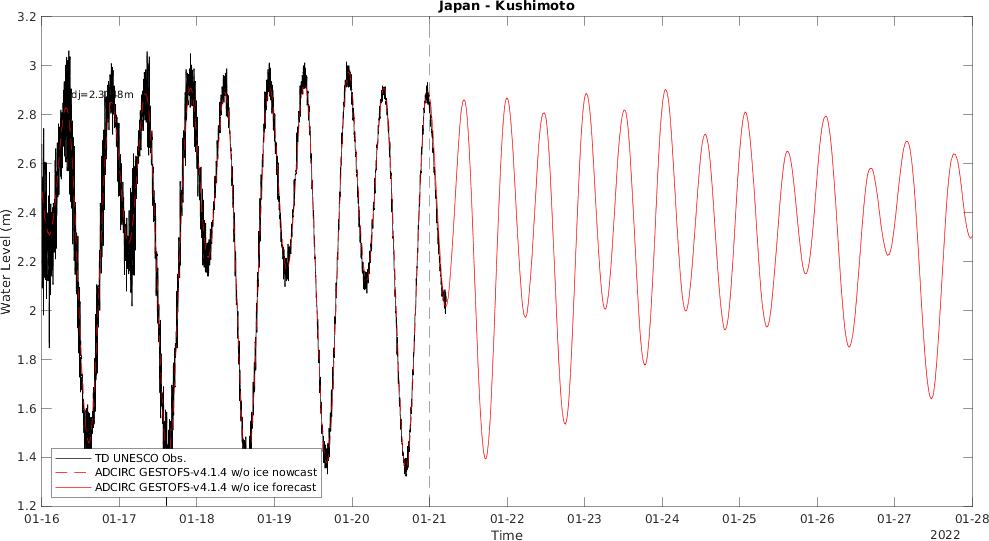 Japan - Kushimoto
3.2
3
2.8
2.6
2.4
2.2
2
1.8
1.6
1.4
1.2
Water Level (m)
TD UNESCO Obs.
ADCIRC GESTOFS-v4.1.4 w/o ice nowcast
ADCIRC GESTOFS-v4.1.4 w/o ice forecast
01-16 01-17 01-18 01-19 01-20 01-21 01-22 01-23 01-24 01-25 01-26 01-27 01-28
Time
2022